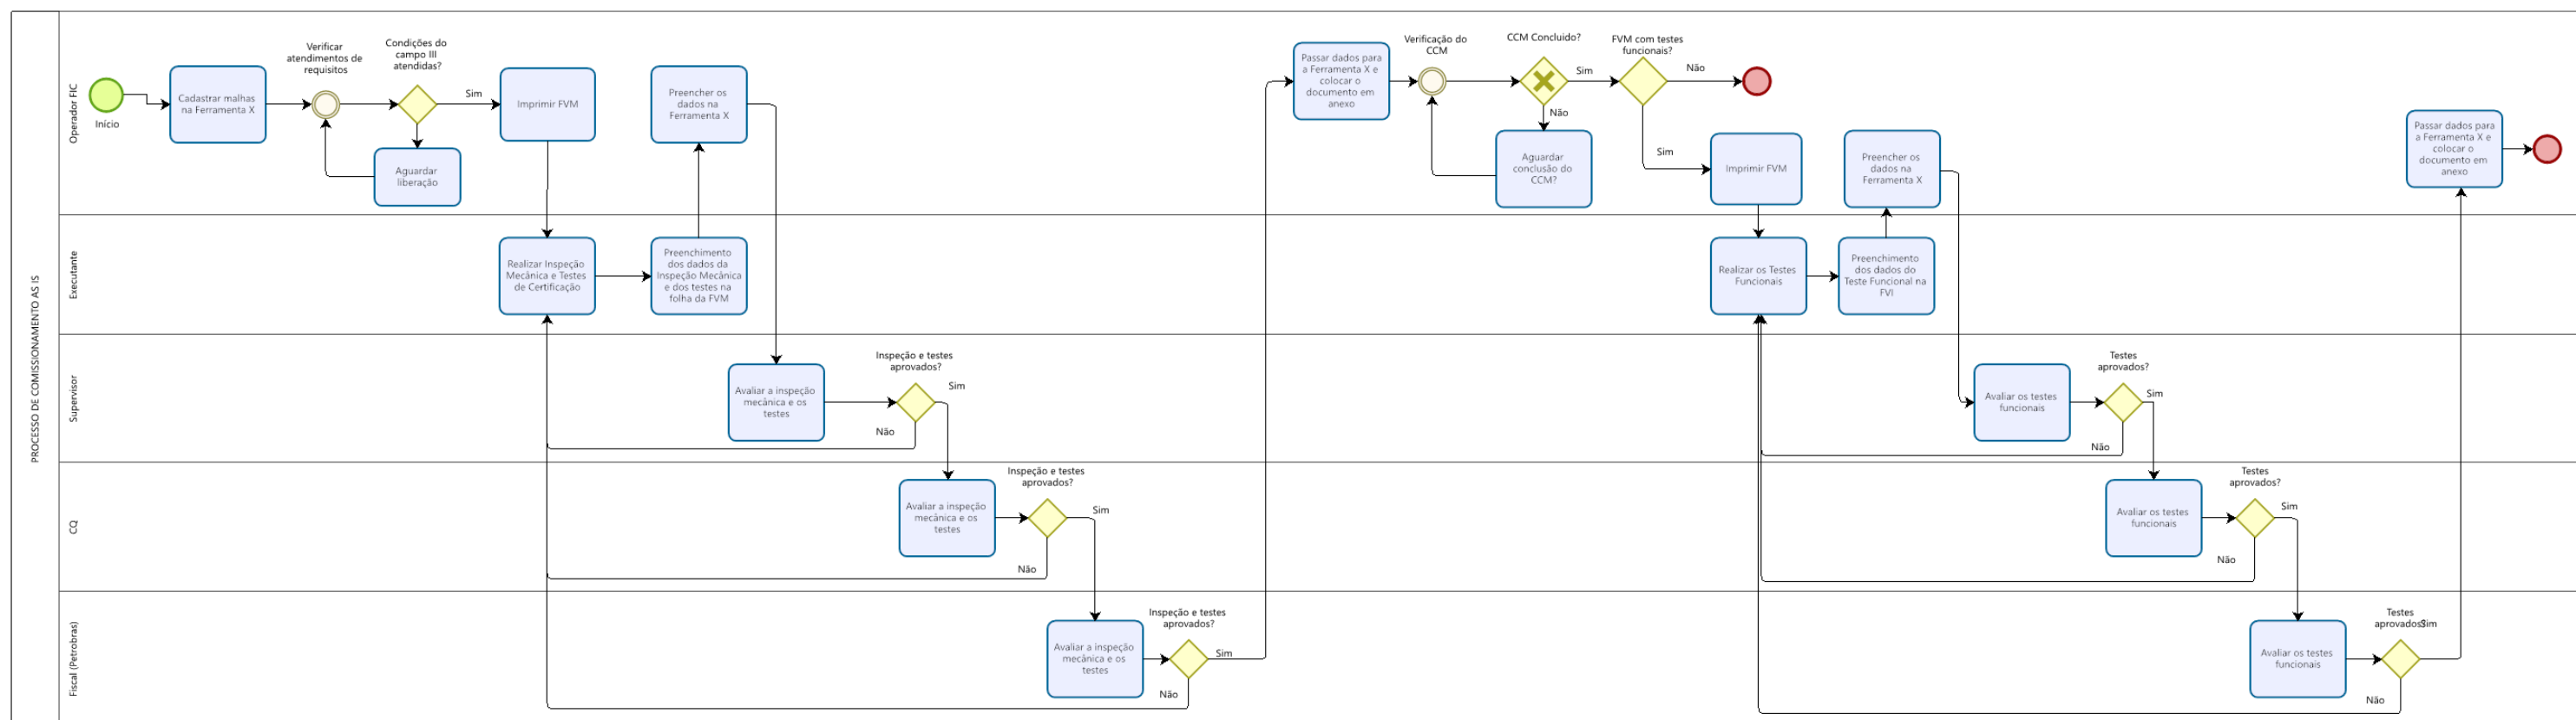 PROCESSO DE COMISSIONAMENTO AS IS
Operador FIC
Início
Cadastrar malhas
na Ferramenta X
Verificar
atendimentos de
requisitos
Condições do
campo III
atendidas?
Sim
Aguardar
liberação
Imprimir FVM
Preencher os
dados na
Ferramenta X
Passar dados para
a Ferramenta X e
colocar o
documento em
anexo
Verificação do
CCM
CCM Concluido?
Sim
Não
Aguardar
conclusão do
CCM?
FVM com testes
funcionais?
Não
Sim
Imprimir FVM
Preencher os
dados na
Ferramenta X
Passar dados para
a Ferramenta X e
colocar o
documento em
anexo
Executante
Realizar Inspeção
Mecânica e Testes
de Certificação
Preenchimento
dos dados da
Inspeção Mecânica
e dos testes na
folha da FVM
Realizar os Testes
Funcionais
Preenchimento
dos dados do
Teste Funcional na
FVI
Supervisor
Avaliar a inspeção
mecânica e os
testes
Inspeção e testes
aprovados?
Sim
Não
Avaliar os testes
funcionais
Testes
aprovados?
Sim
Não
CQ
Avaliar a inspeção
mecânica e os
testes
Inspeção e testes
aprovados?
Sim
Não
Avaliar os testes
funcionais
Testes
aprovados?
Sim
Não
Fiscal (Petrobras)
Avaliar a inspeção
mecânica e os
testes
Inspeção e testes
aprovados?
Sim
Não
Avaliar os testes
funcionais
Testes
aprovados?
Sim
Não